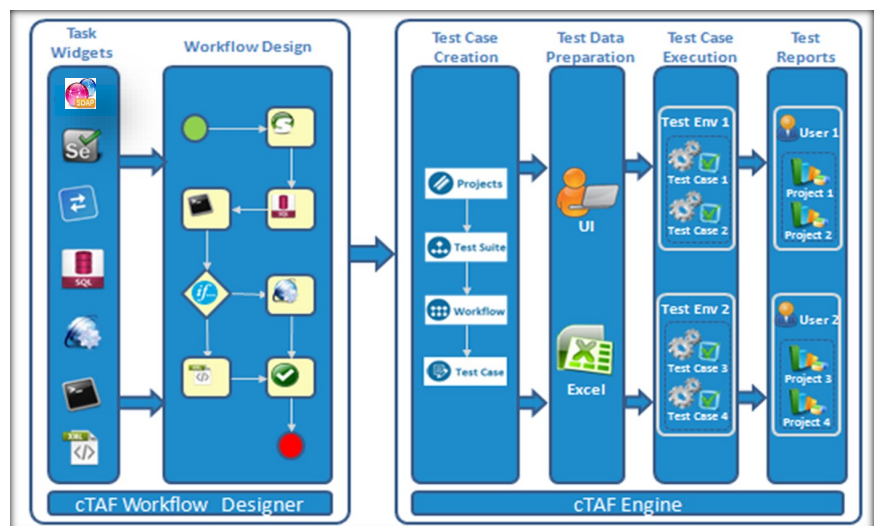 Task
Widgets
Workflow Design
SOAP
Se
SQL
XML
SQL
if...
cTAF Workflow Designer
Test Case
Creation
Test Data
Preparation
Test Case
Execution
Test
Reports
Projects
Test Suite
Workflow
Test Case
UI
Excel
Test Env 1
Test Case 1
Test Case 2
Test Env 2
Test Case 3
Test Case 4
User 1
Project 1
Project 2
User 2
Project 3
Project 4
cTAF Engine